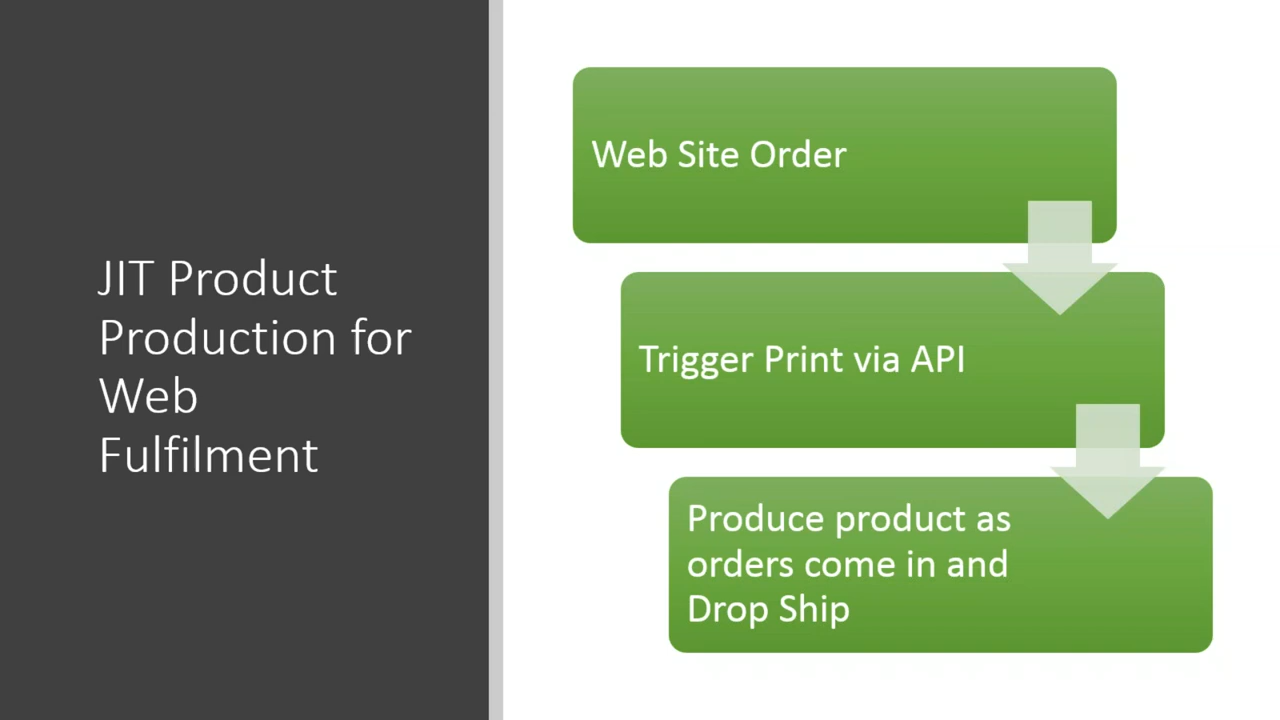 JIT Product
Production for
Web
Fulfilment
Web Site Order
Trigger Print via API
Produce product as
orders come in and
Drop Ship